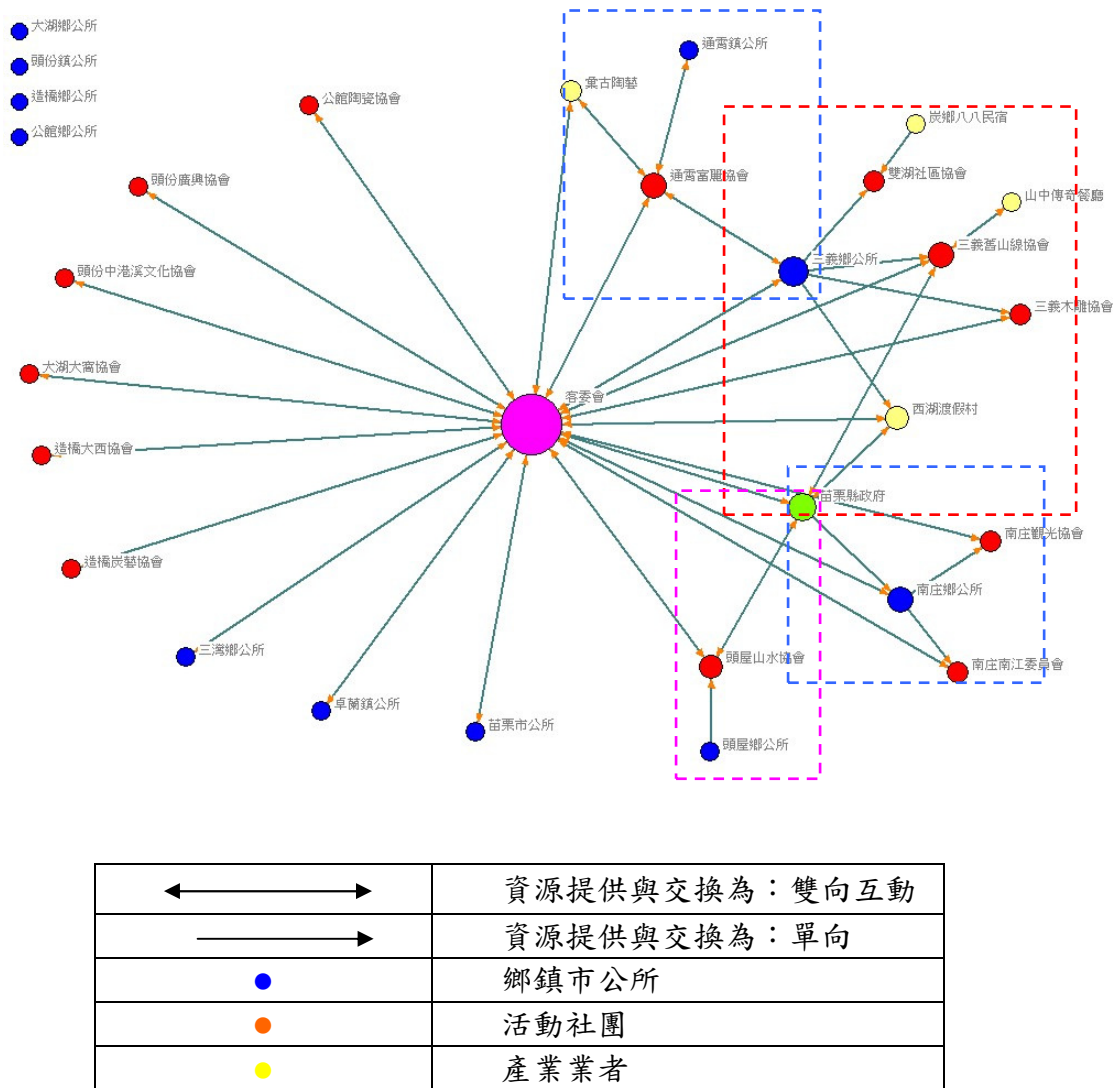 大湖鄉公所
頭份鎮公所
造橋鄉公所
公館鄉公所
通霄鎮公所
彙古陶藝
公館陶瓷協會
炭鄉八八民宿
通霄富麗協會
雙湖社區協會
頭份廣興協會
山中傳奇餐廳
三義鄉公所
三義舊山線協會
頭份中港溪文化協會
三義木雕協會
大湖大窩協會
客委會
西湖渡假村
造橋大西協會
苗栗縣政府
南庄觀光協會
造橋炭藝協會
南庄鄉公所
三灣鄉公所
頭屋山水協會
南庄南江委員會
卓蘭鎮公所
苗栗市公所
頭屋鄉公所
資源提供與交換為：雙向互動
資源提供與交換為：單向
鄉鎮市公所
活動社團
產業業者